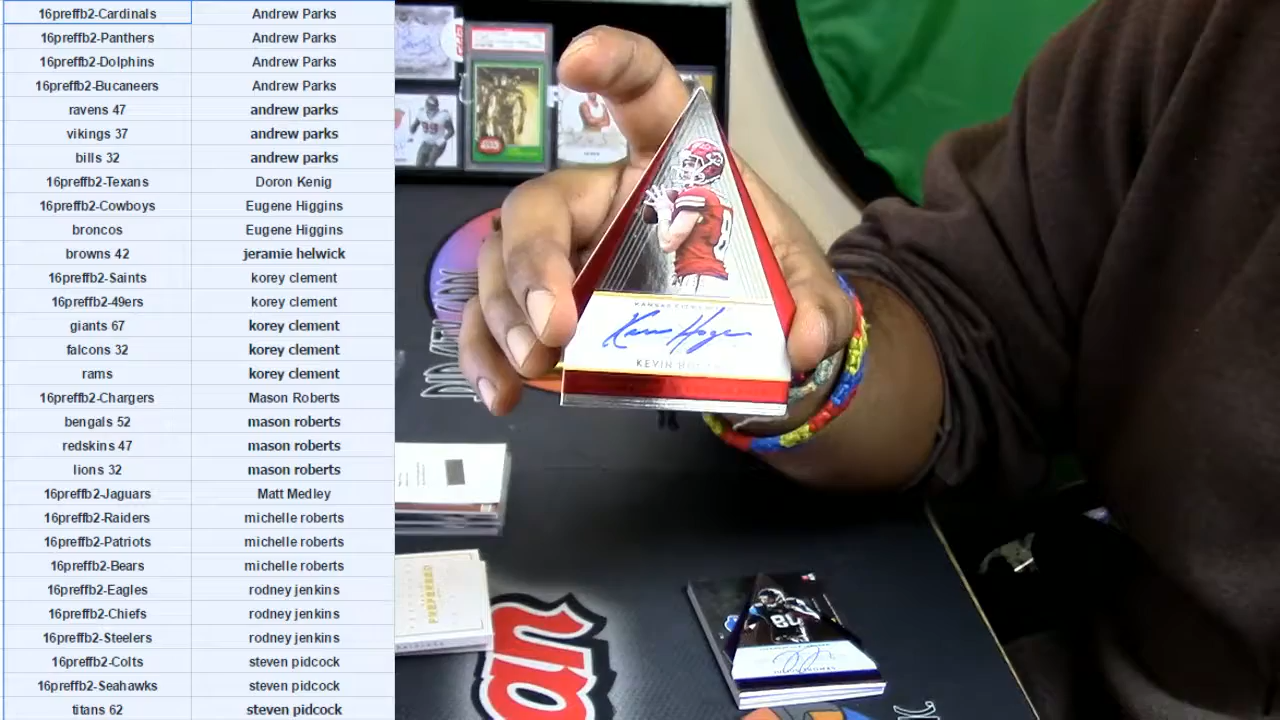 16preffb2-Cardinals Andrew Parks
16preffb2-Panthers Andrew Parks
16preffb2-Dolphins Andrew Parks
16preffb2-Bucaneers Andrew Parks
ravens 47 andrew parks
vikings 37 andrew parks
bills 32 andrew parks
16preffb2-Texans Doron Kenig
16preffb2-Cowboys Eugene Higgins
broncos Eugene Higgins
browns 42 jeramie helwick
16preffb2-Saints korey clement
16preffb2-49ers korey clement
giants 67 korey clement
falcons 32 korey clement
rams korey clement
16preffb2-Chargers Mason Roberts
bengals 52 mason roberts
redskins 47 mason roberts
lions 32 mason roberts
16preffb2-Jaguars Matt Medley
16preffb2-Raiders michelle roberts
16preffb2-Patriots michelle roberts
16preffb2-Bears michelle roberts
16preffb2-Eagles rodney jenkins
16preffb2-Chiefs rodney jenkins
16preffb2-Steelers rodney jenkins
16preffb2-Colts steven pidcock
16preffb2-Seahawks steven pidcock
titans 62 steven pidcock
KEVIN
PREFERRED